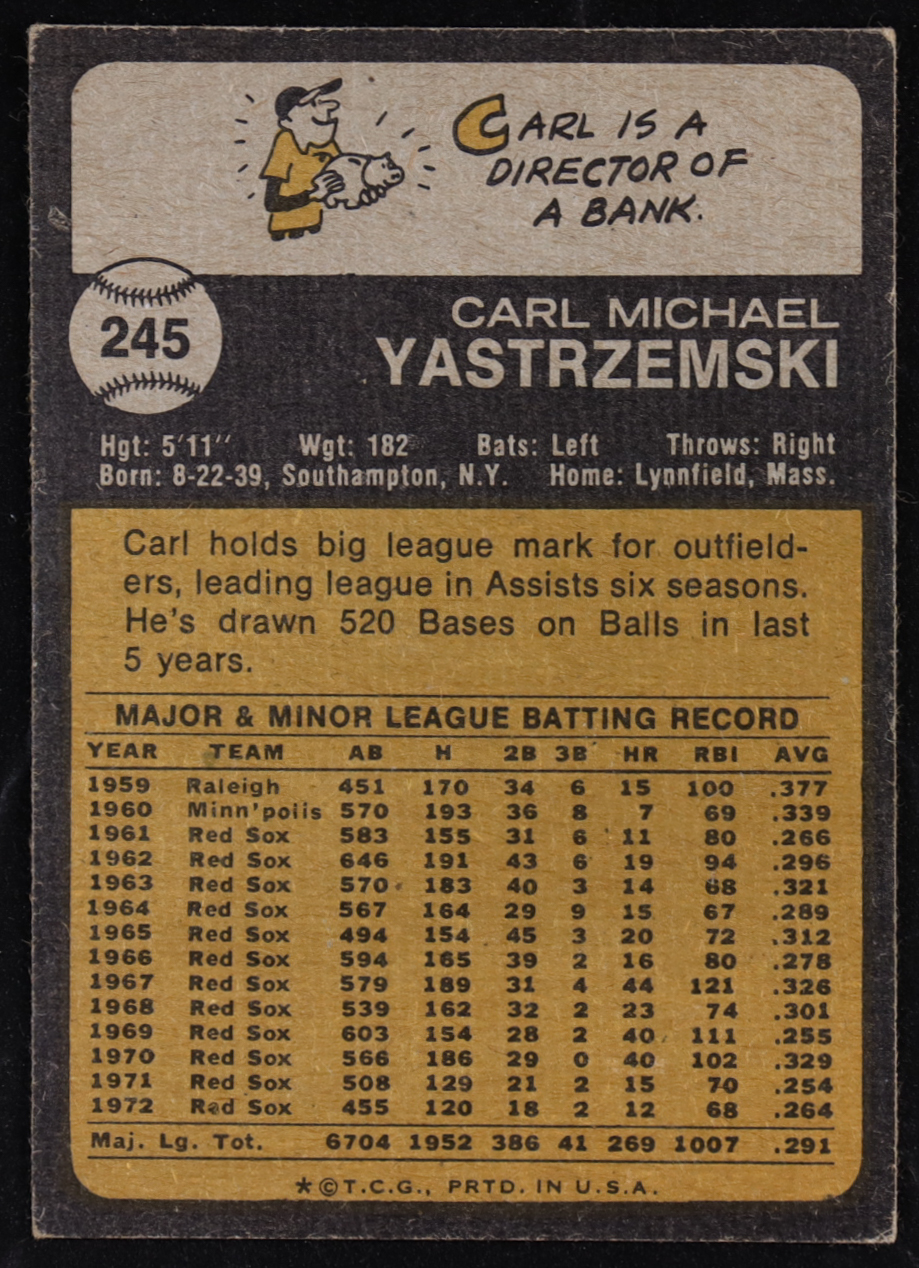 CARL IS A
DIRECTOR OF
A BANK.
245
CARL MICHAEL
YASTRZEMSKI
Hgt: 5'11" Wgt: 182 Bats: Left Throws: Right
Born: 8-22-39, Southampton, N.Y. Home: Lynnfield, Mass.
Carl holds big league mark for outfield-
ers, leading league in Assists six seasons.
He's drawn 520 Bases on Balls in last
5 years.
MAJOR & MINOR LEAGUE BATTING RECORD
YEAR TEAM AB H 2B 3B HR RBI AVG
1959 Raleigh 451 170 34 6 15 100 .377
1960 Minn'polis 570 193 36 8 7 69 .339
1961 Red Sox 583 155 31 6 11 80 .266
1962 Red Sox 646 191 43 6 19 94 .296
1963 Red Sox 570 183 40 3 14 68 .321
1964 Red Sox 567 164 29 9 15 67 .289
1965 Red Sox 494 154 45 3 20 72 .312
1966 Red Sox 594 165 39 2 16 80 .278
1967 Red Sox 579 189 31 4 44 121 .326
1968 Red Sox 539 162 32 2 23 74 .301
1969 Red Sox 603 154 28 2 40 111 .255
1970 Red Sox 566 186 29 0 40 102 .329
1971 Red Sox 508 129 21 2 15 70 .254
1972 Red Sox 455 120 18 2 12 68 .264
Maj. Lg. Tot. 6704 1952 386 41 269 1007 .291
*©T.C.G., PRTD. IN U.S.A.